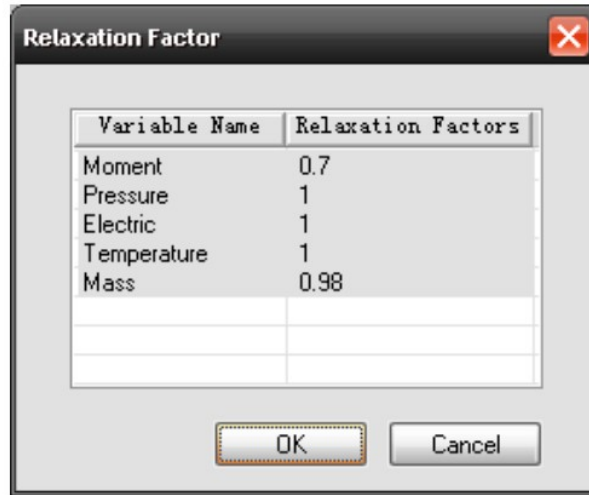 Relaxation Factor
Variable Name Relaxation Factors
Moment 0.7
Pressure 1
Electric 1
Temperature 1
Mass 0.98
OK Cancel